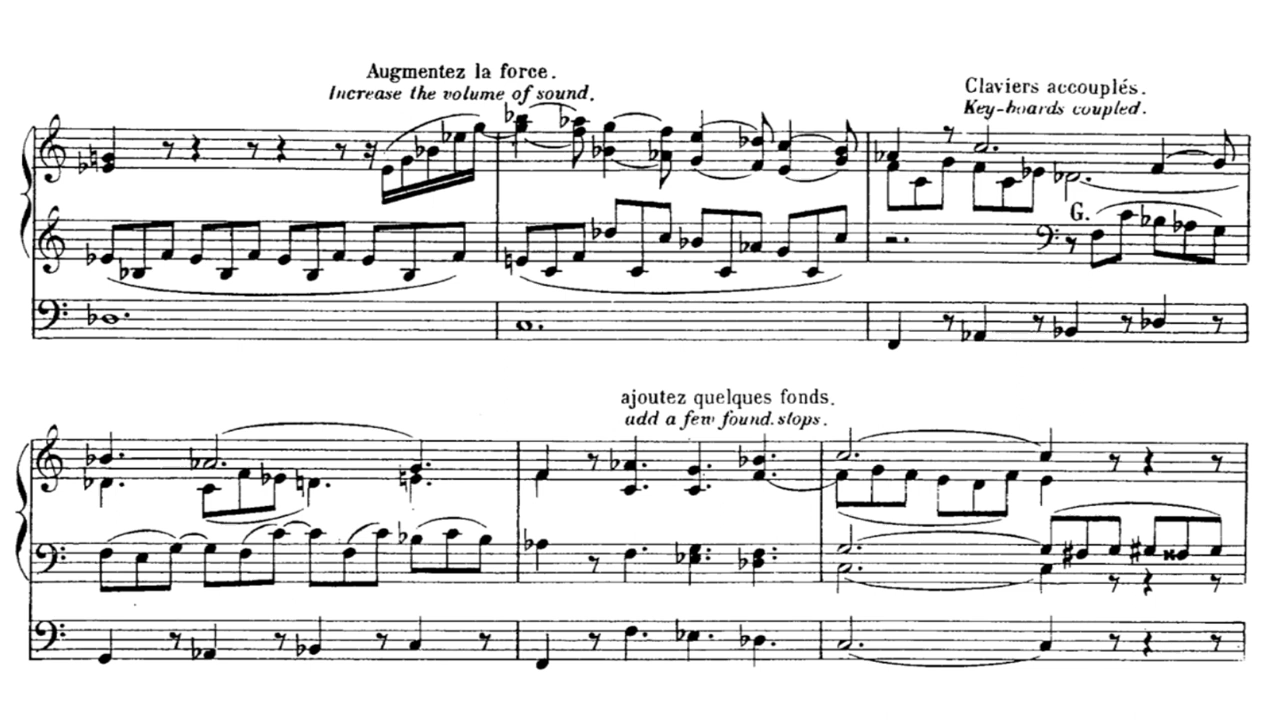 Augmentez la force.
Increase the volume of sound.
Claviers accouplés.
Key-boards coupled.
G.
ajoutez quelques fonds.
add a few found. stops.